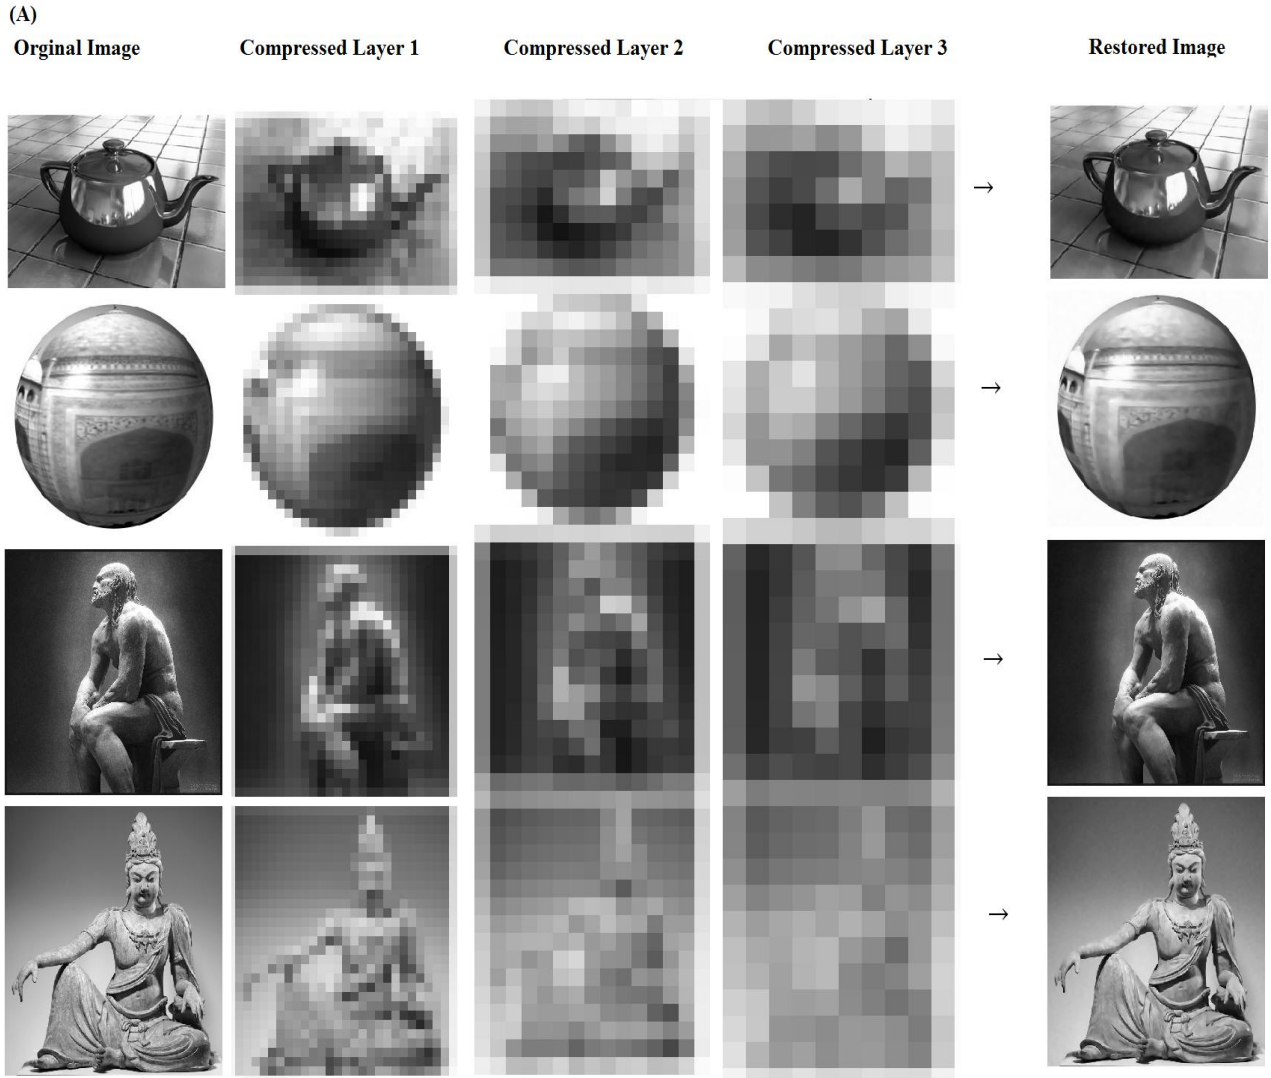 (A)
Orginal Image Compressed Layer 1 Compressed Layer 2 Compressed Layer 3 Restored Image
→
→
→
→